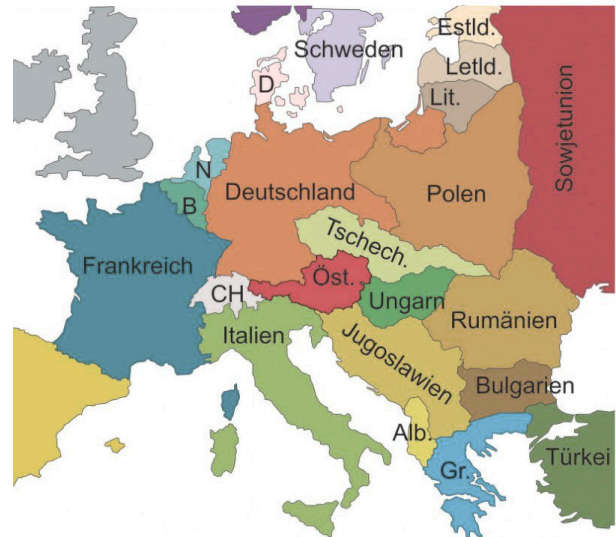 Estld.
Schweden
Letld.
D
Lit.
Sowjetunion
N
Deutschland
Polen
B
Tschech.
Frankreich
Öst.
CH
Ungarn
Italien
Rumänien
Jugoslawien
Bulgarien
Alb.
Türkei
Gr.